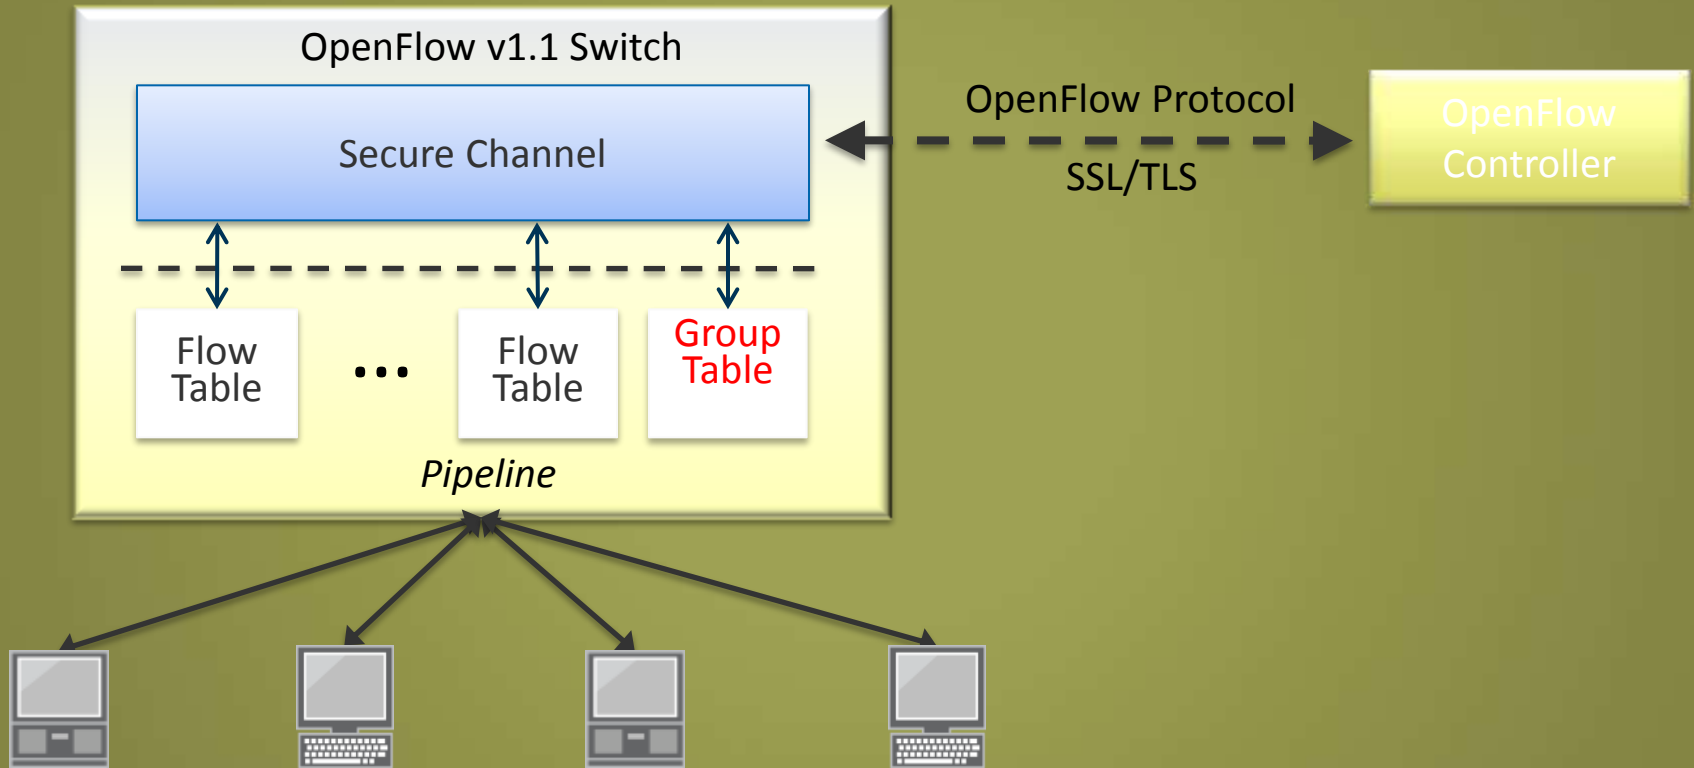 OpenFlow v1.1 Switch
Secure Channel
OpenFlow Protocol
SSL/TLS
OpenFlow
Controller
Flow
Table
...
Flow
Table
Group
Table
Pipeline